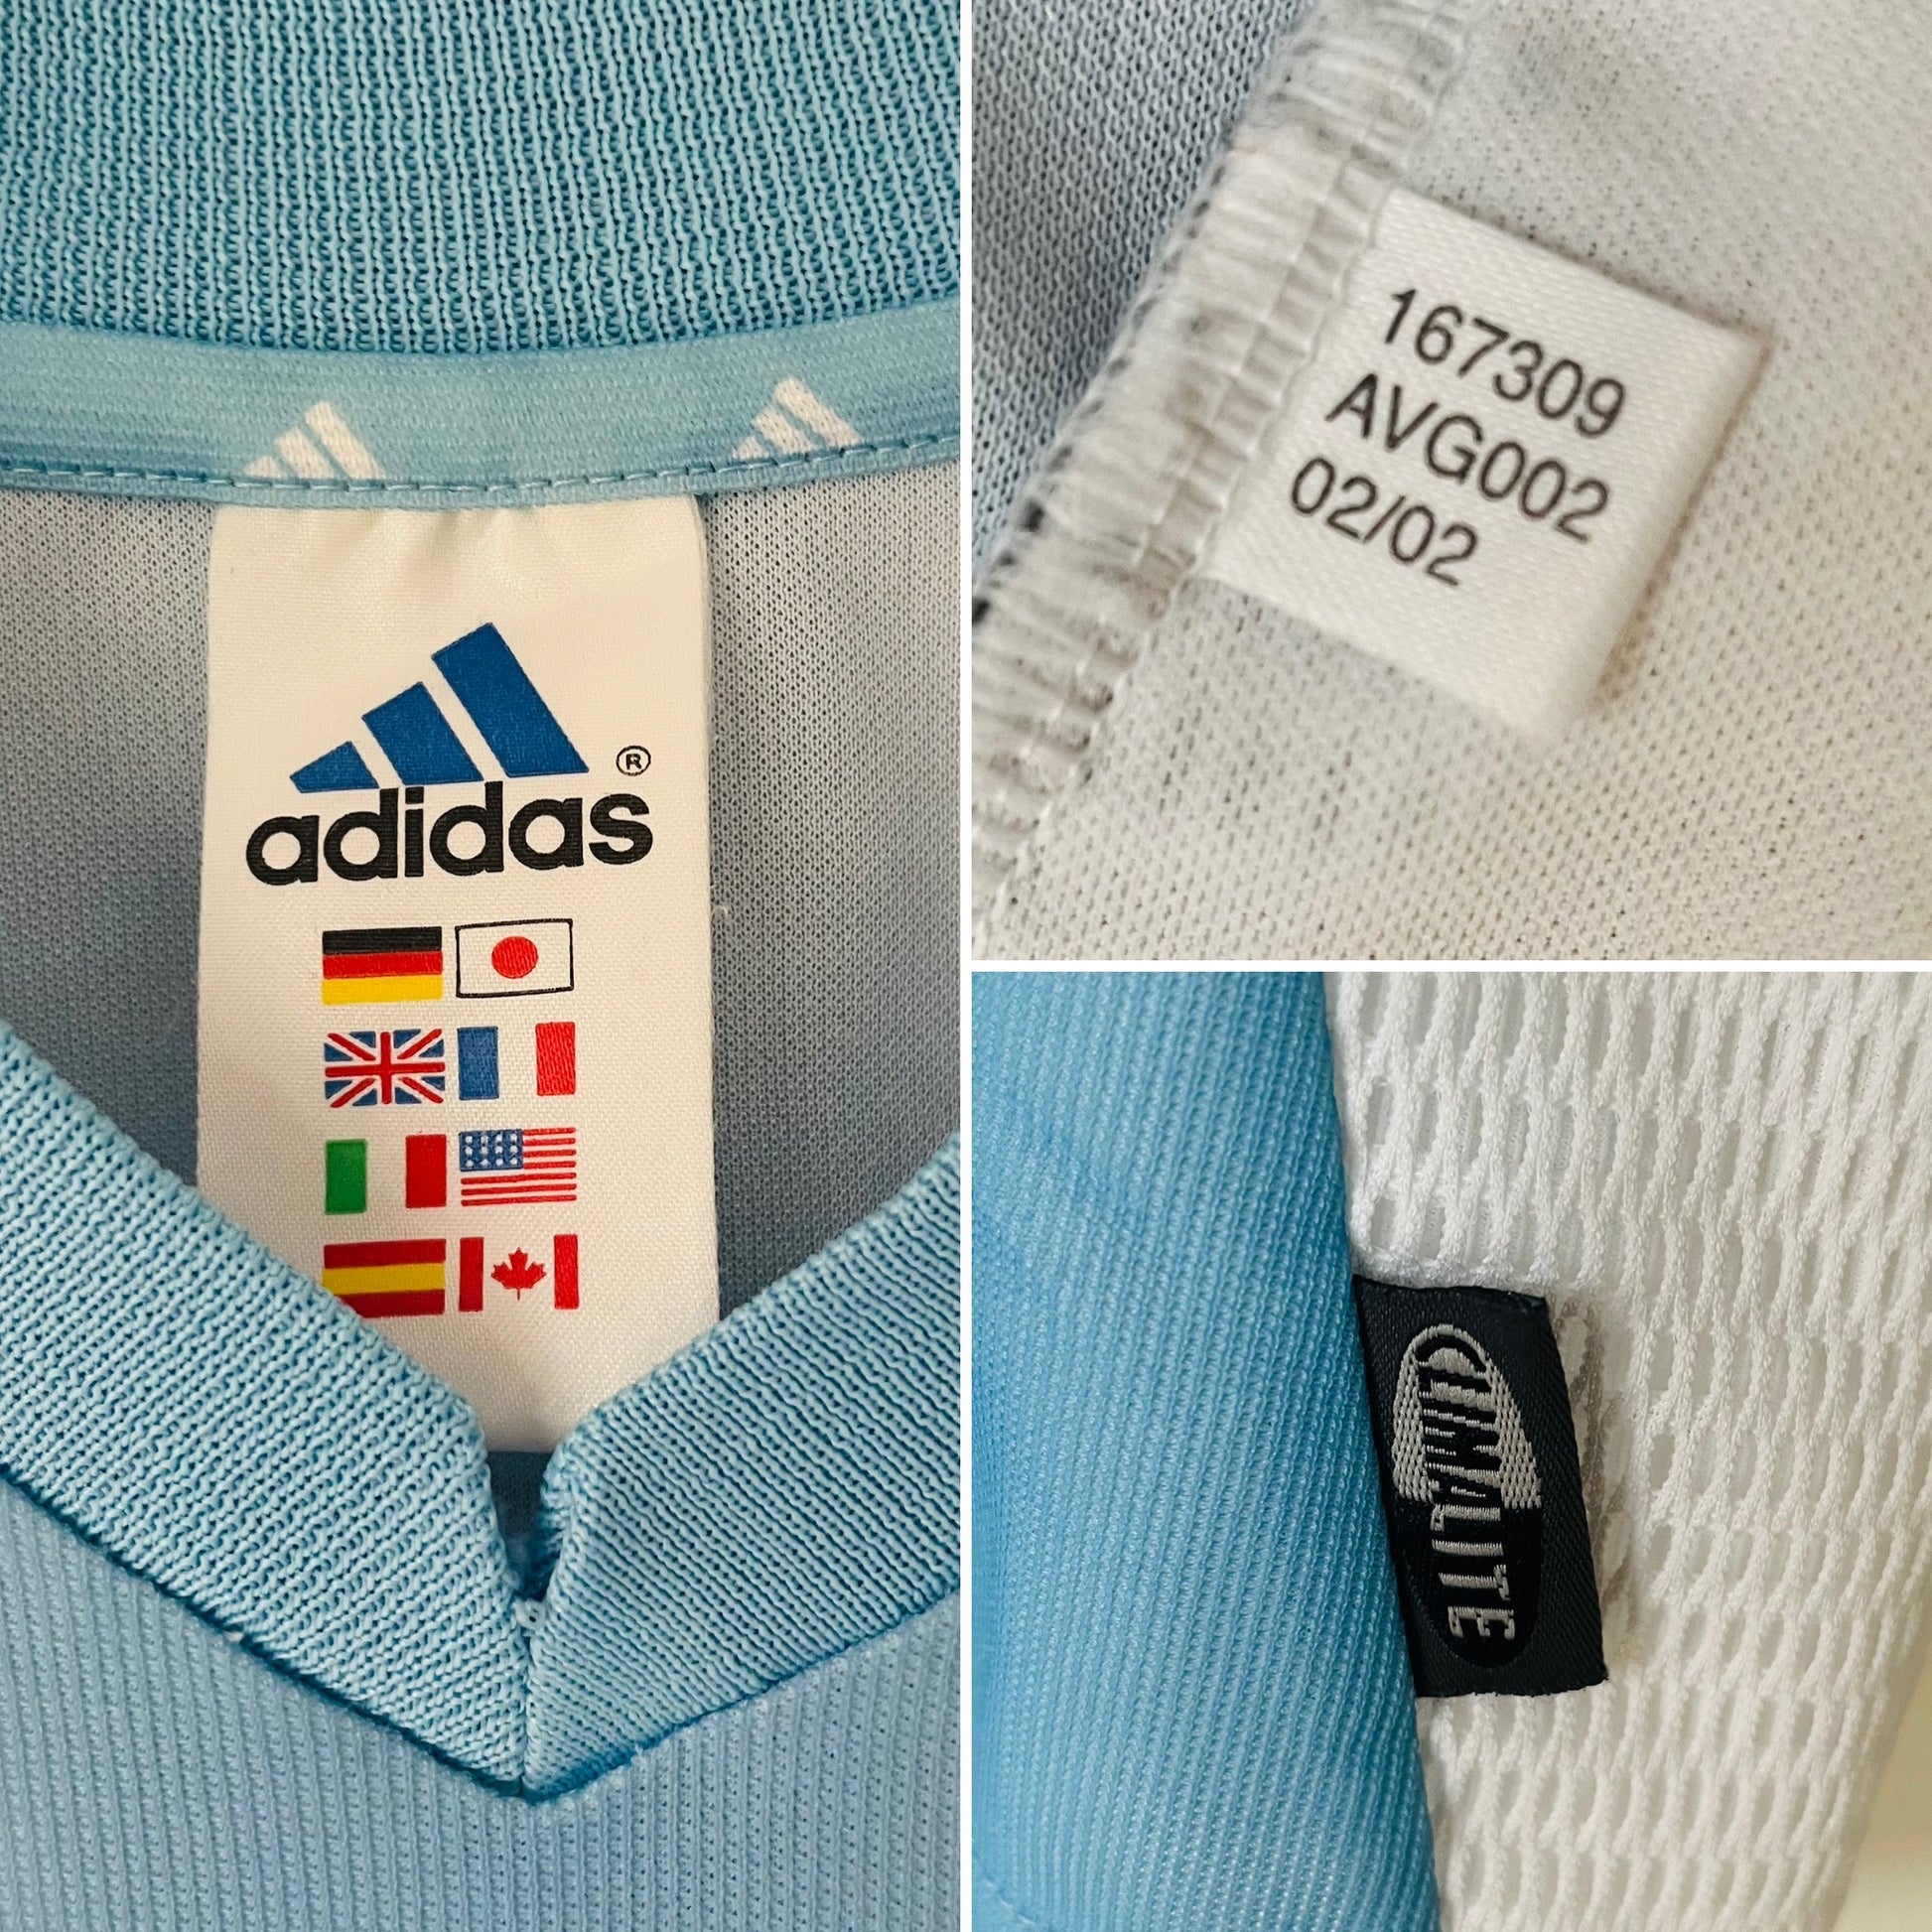 adidas ®
167309
AVG002
02/02
CLIMALITE